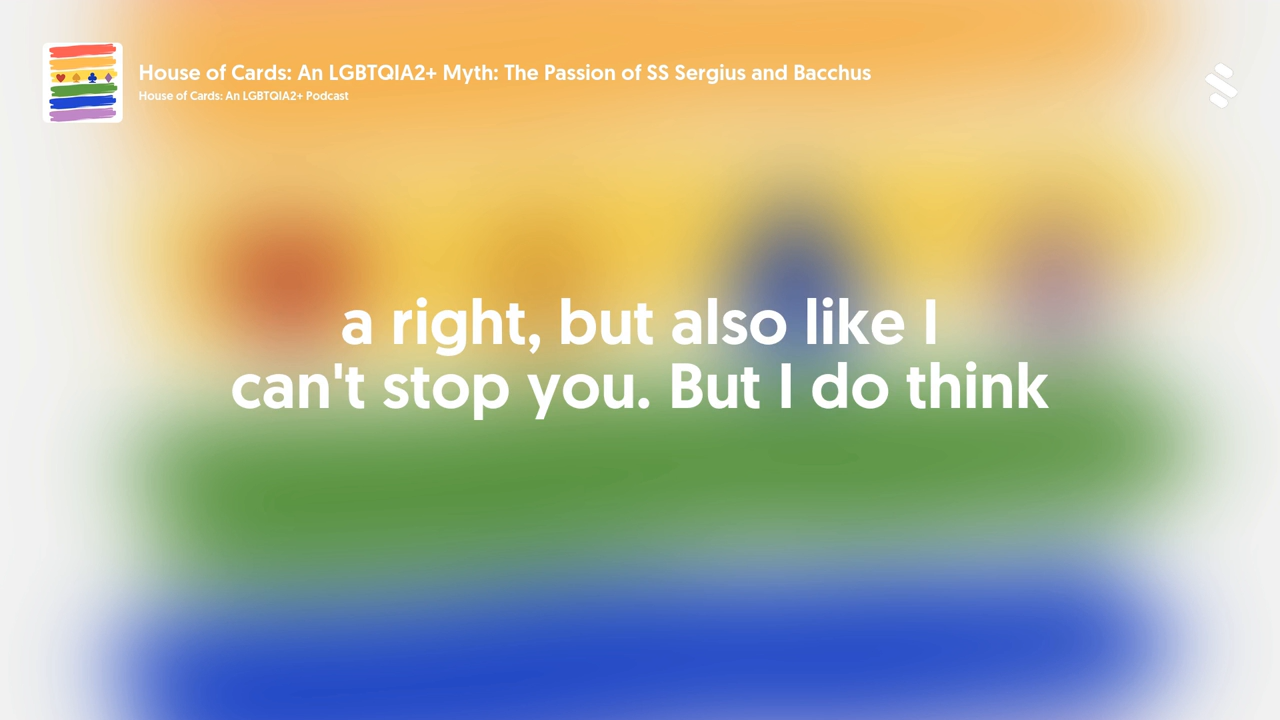 House of Cards: An LGBTQIA2+ Myth: The Passion of SS Sergius and Bacchus
House of Cards: An LGBTQIA2+ Podcast
a right, but also like I
can't stop you. But I do think